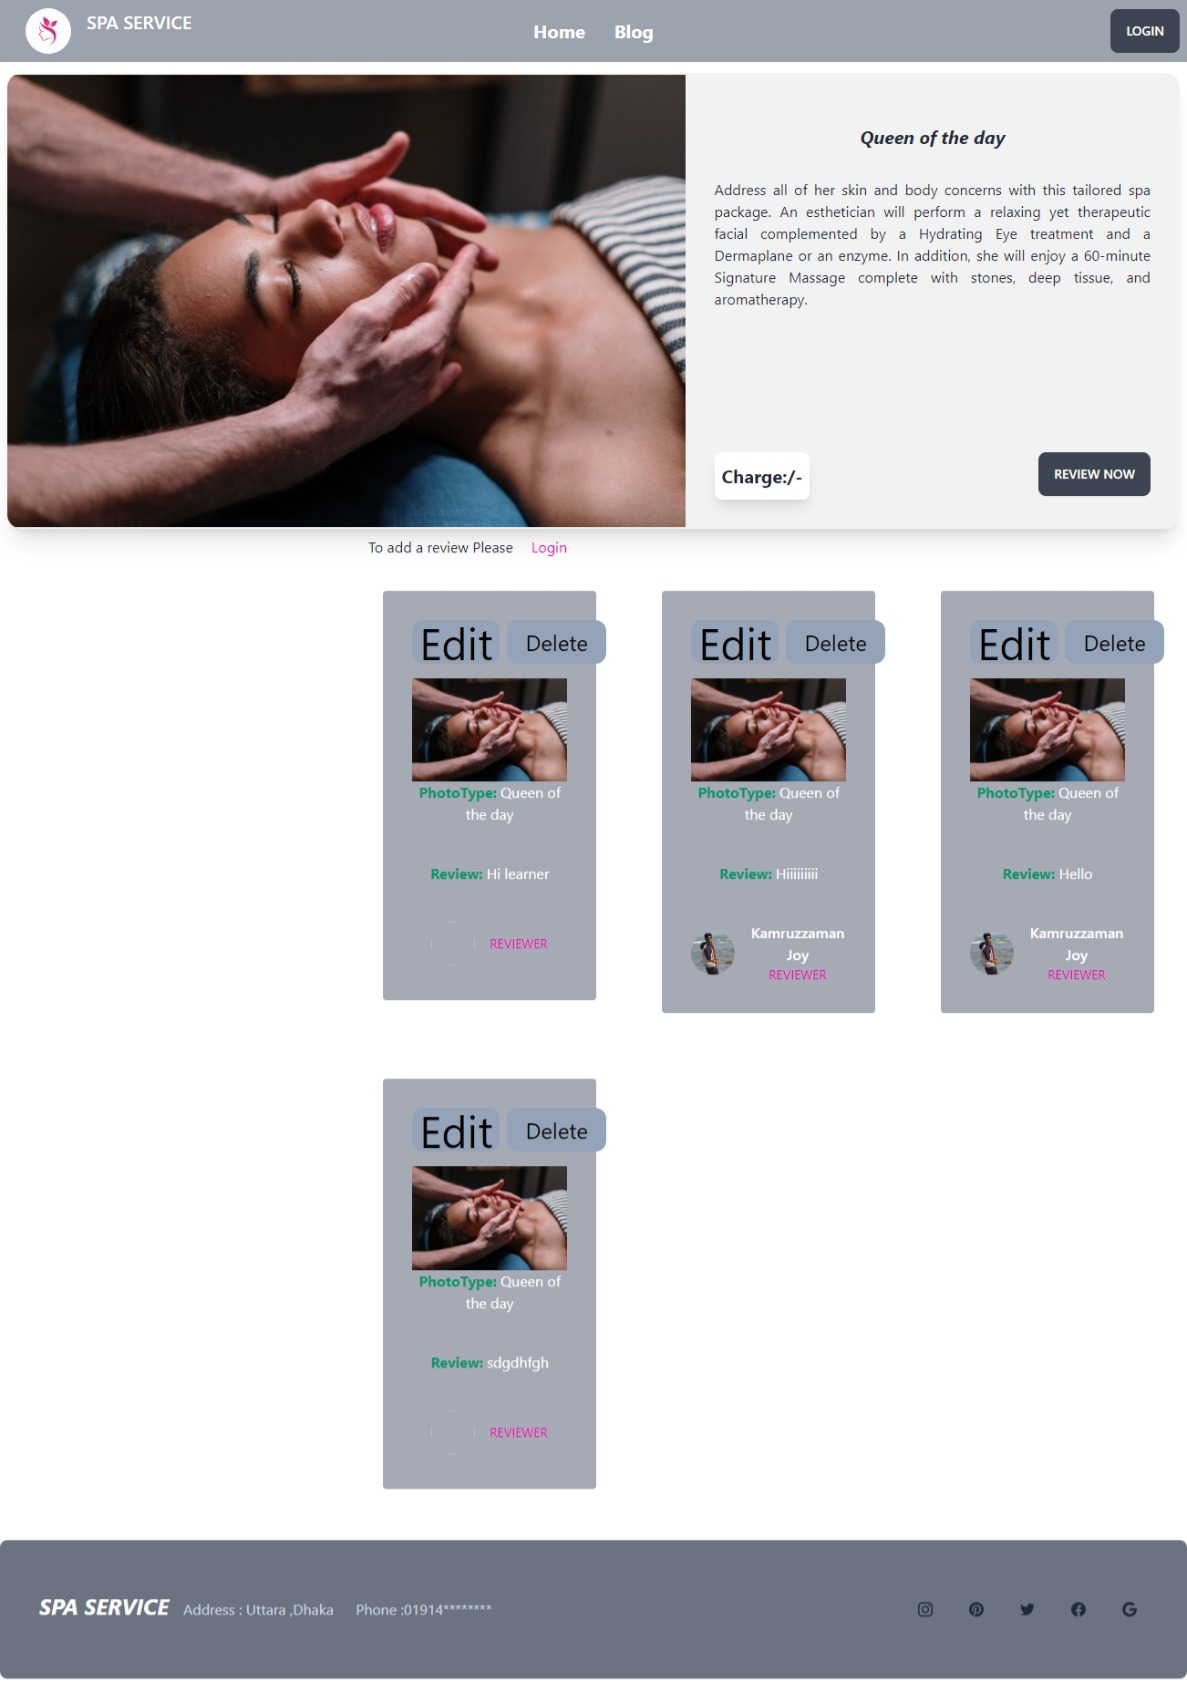 SPA SERVICE
Home Blog
LOGIN
Queen of the day
Address all of her skin and body concerns with this tailored spa
package. An esthetician will perform a relaxing yet therapeutic
facial complemented by a Hydrating Eye treatment and a
Dermaplane or an enzyme. In addition, she will enjoy a 60-minute
Signature Massage complete with stones, deep tissue, and
aromatherapy.
Charge:/-
REVIEW NOW
To add a review Please Login
Edit Delete
PhotoType: Queen of
the day
Review: Hi learner
REVIEWER
Edit Delete
PhotoType: Queen of
the day
Review: Hiiiiiiiii
Kamruzzaman
Joy
REVIEWER
Edit Delete
PhotoType: Queen of
the day
Review: Hello
Kamruzzaman
Joy
REVIEWER
Edit Delete
PhotoType: Queen of
the day
Review: sdgdhfgh
REVIEWER
SPA SERVICE Address : Uttara ,Dhaka Phone :01914********